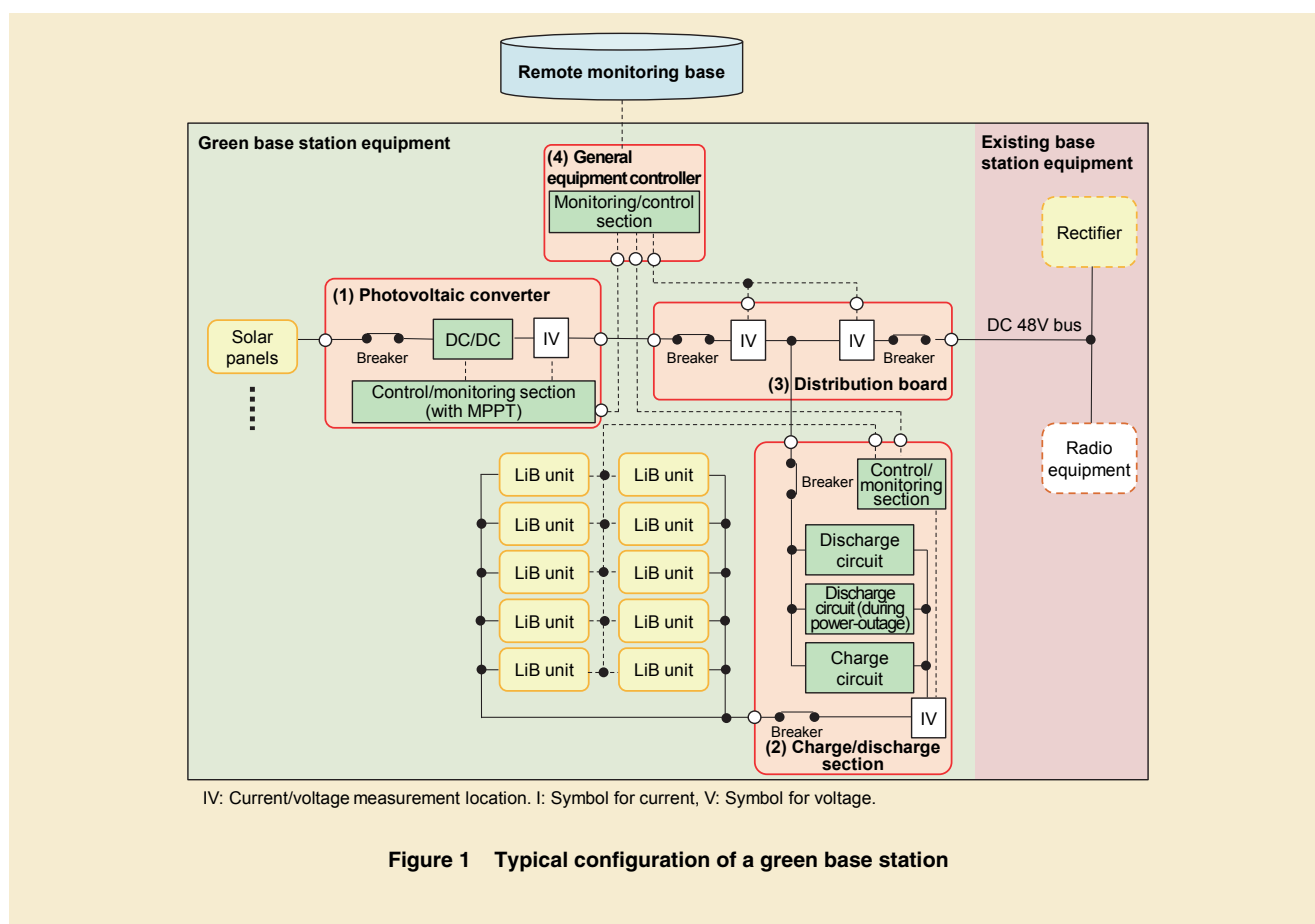 Remote monitoring base
Green base station equipment
Existing base
station equipment
(4) General
equipment controller
Monitoring/control
section
Rectifier
(1) Photovoltaic converter
Solar
panels
Breaker
DC/DC
IV
Control/monitoring section
(with MPPT)
Breaker
IV
IV
Breaker
(3) Distribution board
DC 48V bus
Radio
equipment
LiB unit
LiB unit
LiB unit
LiB unit
LiB unit
LiB unit
LiB unit
LiB unit
LiB unit
LiB unit
Breaker
Control/
monitoring
section
Discharge
circuit
Discharge
circuit (during
power-outage)
Charge
circuit
IV
Breaker
(2) Charge/discharge
section
IV: Current/voltage measurement location. I: Symbol for current, V: Symbol for voltage.
Figure 1 Typical configuration of a green base station